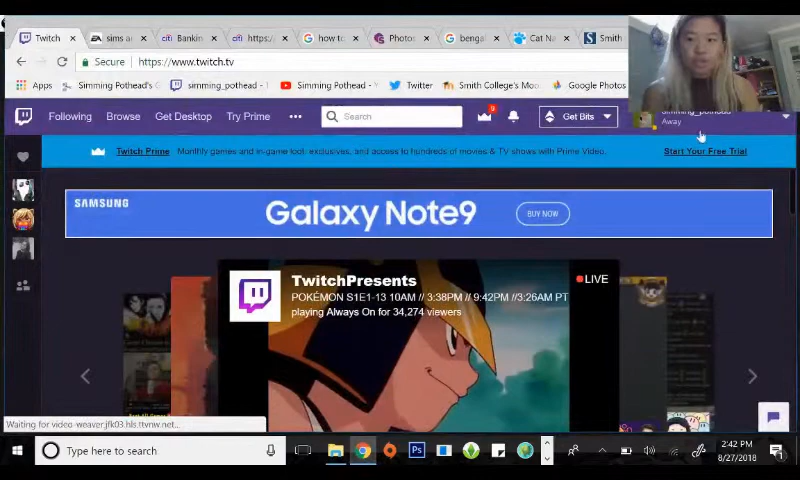 Twitch
sims a
Bankin
https:/
how to
Photos
bengal
Cat Na
Smith
Secure
https://www.twitch.tv
Apps
Simming Pothead's G
simming_pothead - T
Simming Pothead - Y
Twitter
Smith College's Moo
Google Photos
Following
Browse
Get Desktop
Try Prime
Search
Get Bits
simming_pothead
Away
Twitch Prime
Monthly games and in-game loot, exclusives, and access to hundreds of movies & TV shows with Prime Video.
Start Your Free Trial
SAMSUNG
Galaxy Note9
BUY NOW
TwitchPresents
LIVE
POKÉMON S1E1-13 10AM // 3:38PM // 9:42PM //3:26AM PT
playing Always On for 34,274 viewers
Waiting for video-weaver.jfk03.hls.ttvnw.net...
Type here to search
Ps
2:42 PM
8/27/2018